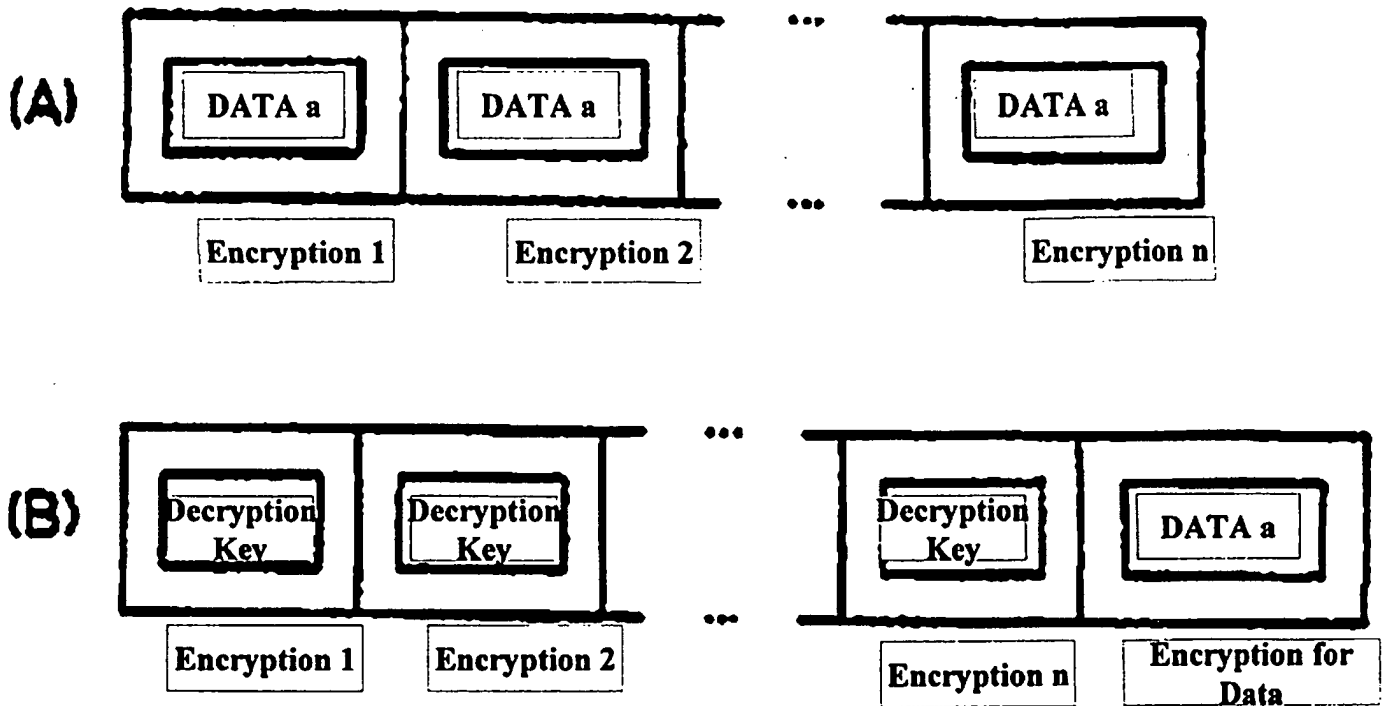 (A)
DATA a
DATA a
...
DATA a
...
Encryption 1
Encryption 2
Encryption n
(B)
...
Decryption
Key
Decryption
Key
Decryption
Key
DATA a
...
Encryption 1
Encryption 2
Encryption n
Encryption for
Data